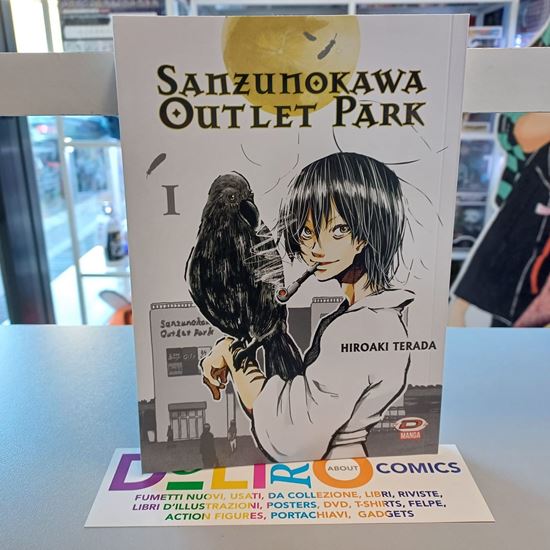 SANZUNOKAWA
OUTLET PARK
I
Sanzunokawa
Outlet Park
HIROAKI TERADA
D
MANGA
ABOUT
COMICS
FUMETTI NUOVI, USATI, DA COLLEZIONE, LIBRI, RIVISTE,
LIBRI D'ILLUSTRAZIONI, POSTERS, DVD, T-SHIRTS, FELPE,
ACTION FIGURES, PORTACHIAVI, GADGETS